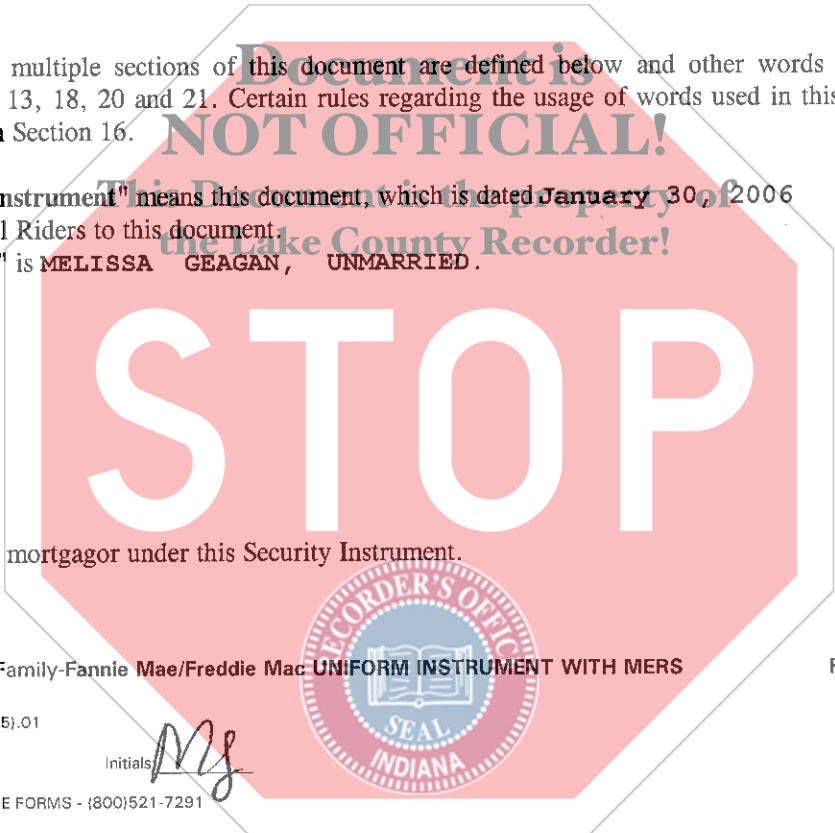 Document is
multiple sections of this document are defined below and other words
13, 18, 20 and 21. Certain rules regarding the usage of words used in this
NOT OFFICIAL!
Section 16.
This Document is the property of
nstrument" means this document, which is dated January 30, 2006
l Riders to this document.
the Lake County Recorder!
" is MELISSA GEAGAN, UNMARRIED.
STOP
mortgagor under this Security Instrument.
RECORDER'S OFFICE
Family-Fannie Mae/Freddie Mac UNIFORM INSTRUMENT WITH MERS
5).01
SEAL
Initials
INDIANA
E FORMS - (800)521-7291